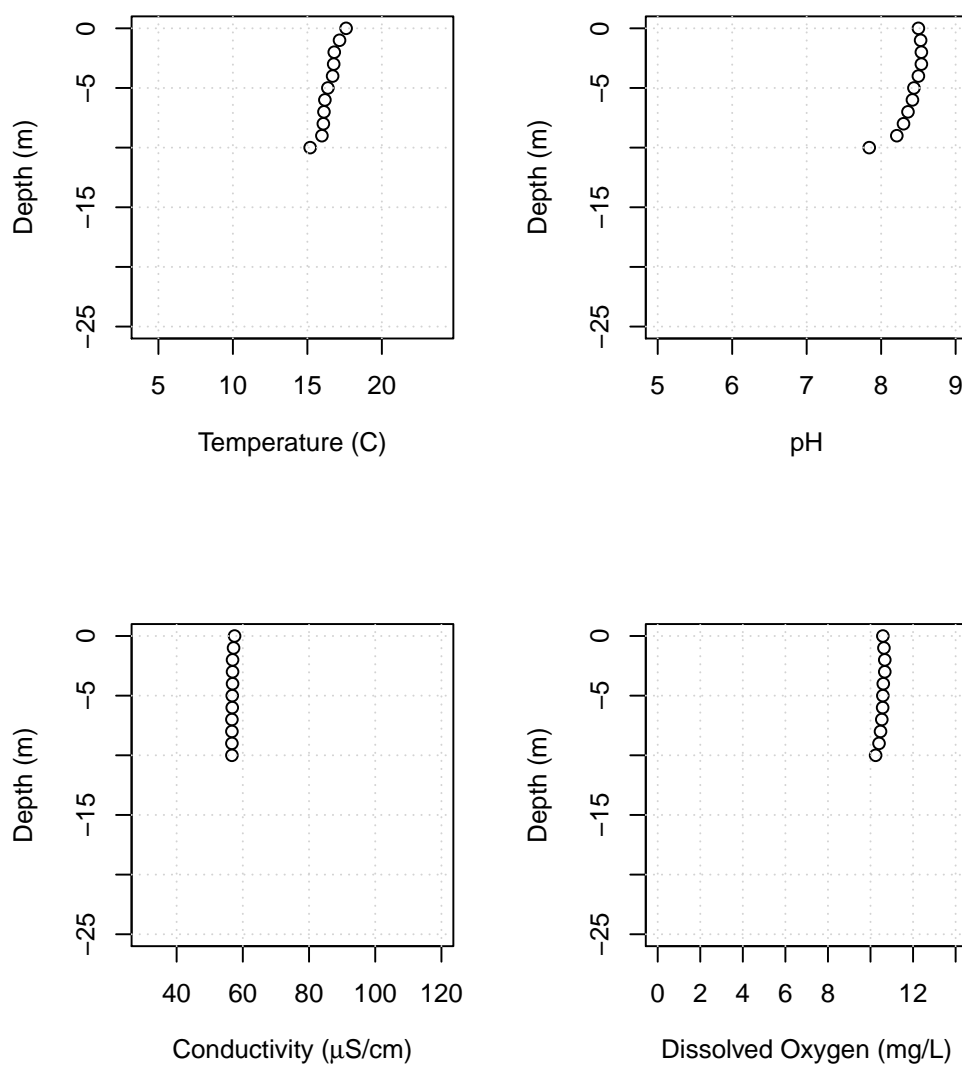 0
−5
−15
−25
Depth (m)
5 10 15 20
Temperature (C)
0
−5
−15
−25
Depth (m)
5 6 7 8 9
pH
0
−5
−15
−25
Depth (m)
40 60 80 100 120
Conductivity (μS/cm)
0
−5
−15
−25
Depth (m)
0 2 4 6 8 12
Dissolved Oxygen (mg/L)